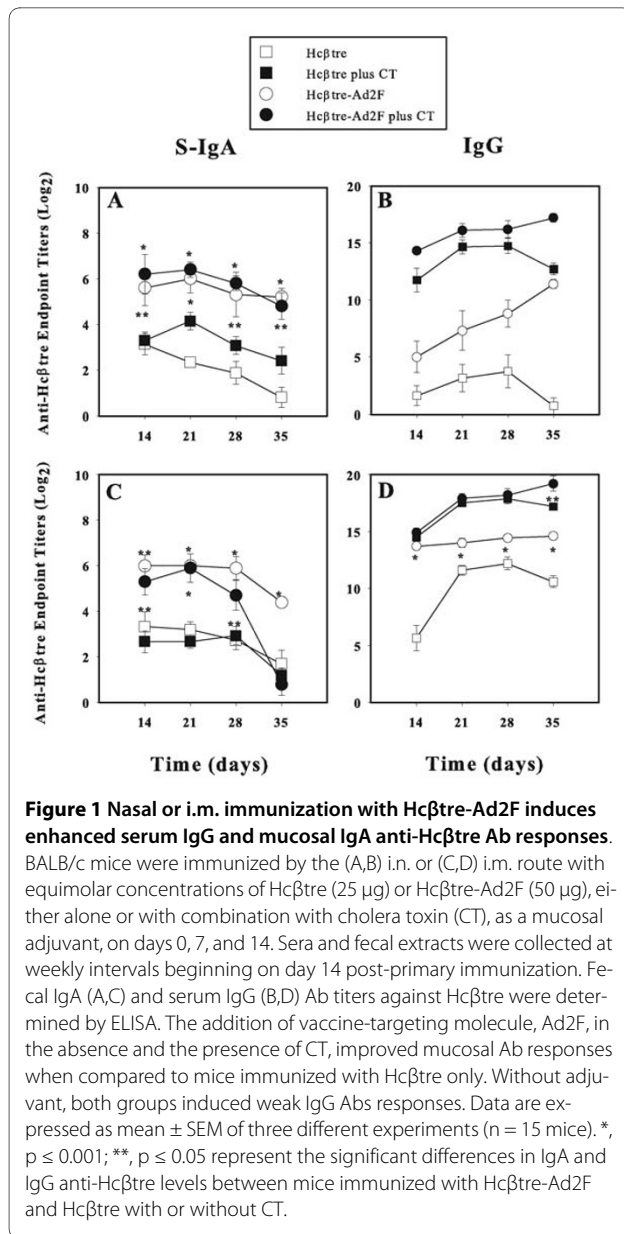 Hcβtre
Hcβtre plus CT
Hcβtre-Ad2F
Hcβtre-Ad2F plus CT
S-IgA
IgG
Anti-Hcβtre Endpoint Titers (Log2)
A
10
8
6
4
2
0
* * * *
** * ** **
14 21 28 35
B
20
15
10
5
0
14 21 28 35
Anti-Hcβtre Endpoint Titers (Log2)
C
10
8
6
4
2
0
** * * *
** * **
14 21 28 35
D
20
15
10
5
0
**
* * * *
14 21 28 35
Time (days)
Time (days)
Figure 1 Nasal or i.m. immunization with Hcβtre-Ad2F induces
enhanced serum IgG and mucosal IgA anti-Hcβtre Ab responses.
BALB/c mice were immunized by the (A,B) i.n. or (C,D) i.m. route with
equimolar concentrations of Hcβtre (25 μg) or Hcβtre-Ad2F (50 μg), ei-
ther alone or with combination with cholera toxin (CT), as a mucosal
adjuvant, on days 0, 7, and 14. Sera and fecal extracts were collected at
weekly intervals beginning on day 14 post-primary immunization. Fe-
cal IgA (A,C) and serum IgG (B,D) Ab titers against Hcβtre were deter-
mined by ELISA. The addition of vaccine-targeting molecule, Ad2F, in
the absence and the presence of CT, improved mucosal Ab responses
when compared to mice immunized with Hcβtre only. Without adju-
vant, both groups induced weak IgG Abs responses. Data are ex-
pressed as mean ± SEM of three different experiments (n = 15 mice). *,
p ≤ 0.001; **, p ≤ 0.05 represent the significant differences in IgA and
IgG anti-Hcβtre levels between mice immunized with Hcβtre-Ad2F
and Hcβtre with or without CT.